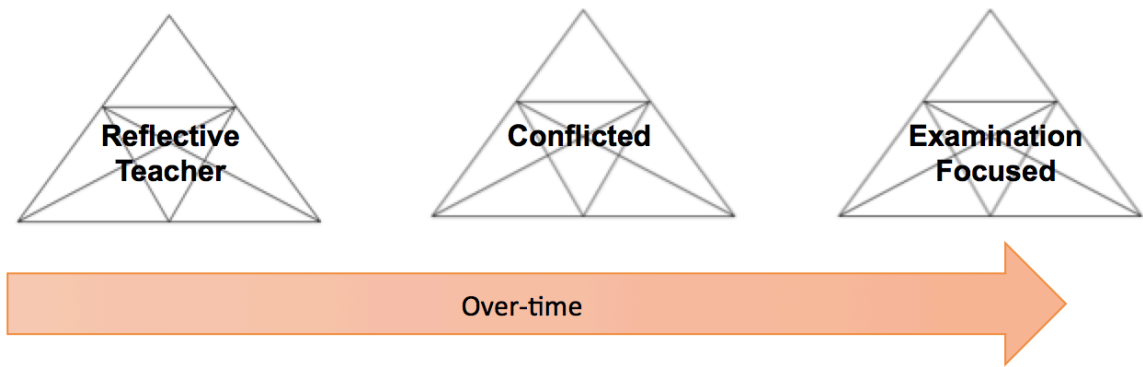 Reflective
Teacher
Conflicted
Examination
Focused
Over-time